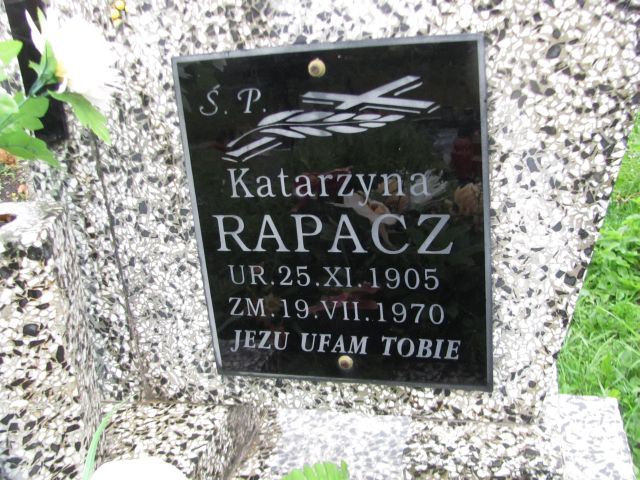 Ś. P.
Katarzyna
RAPACZ
UR.25.XI.1905
ZM.19.VII.1970
JEZU UFAM TOBIE